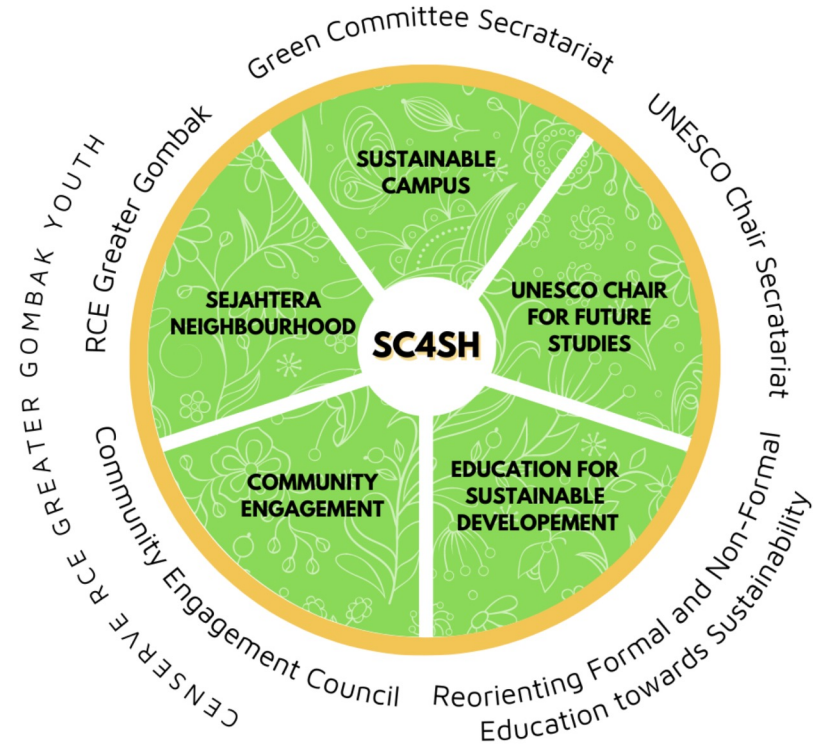 Green Committee Secratariat
UNESCO Chair Secratariat
Reorienting Formal and Non-Formal
Education towards Sustainability
Community Engagement Council
RCE Greater Gombak
CENSERVE RCE GREATER GOMBAK YOUTH
SUSTAINABLE
CAMPUS
UNESCO CHAIR
FOR FUTURE
STUDIES
EDUCATION FOR
SUSTAINABLE
DEVELOPEMENT
COMMUNITY
ENGAGEMENT
SEJAHTERA
NEIGHBOURHOOD
SC4SH